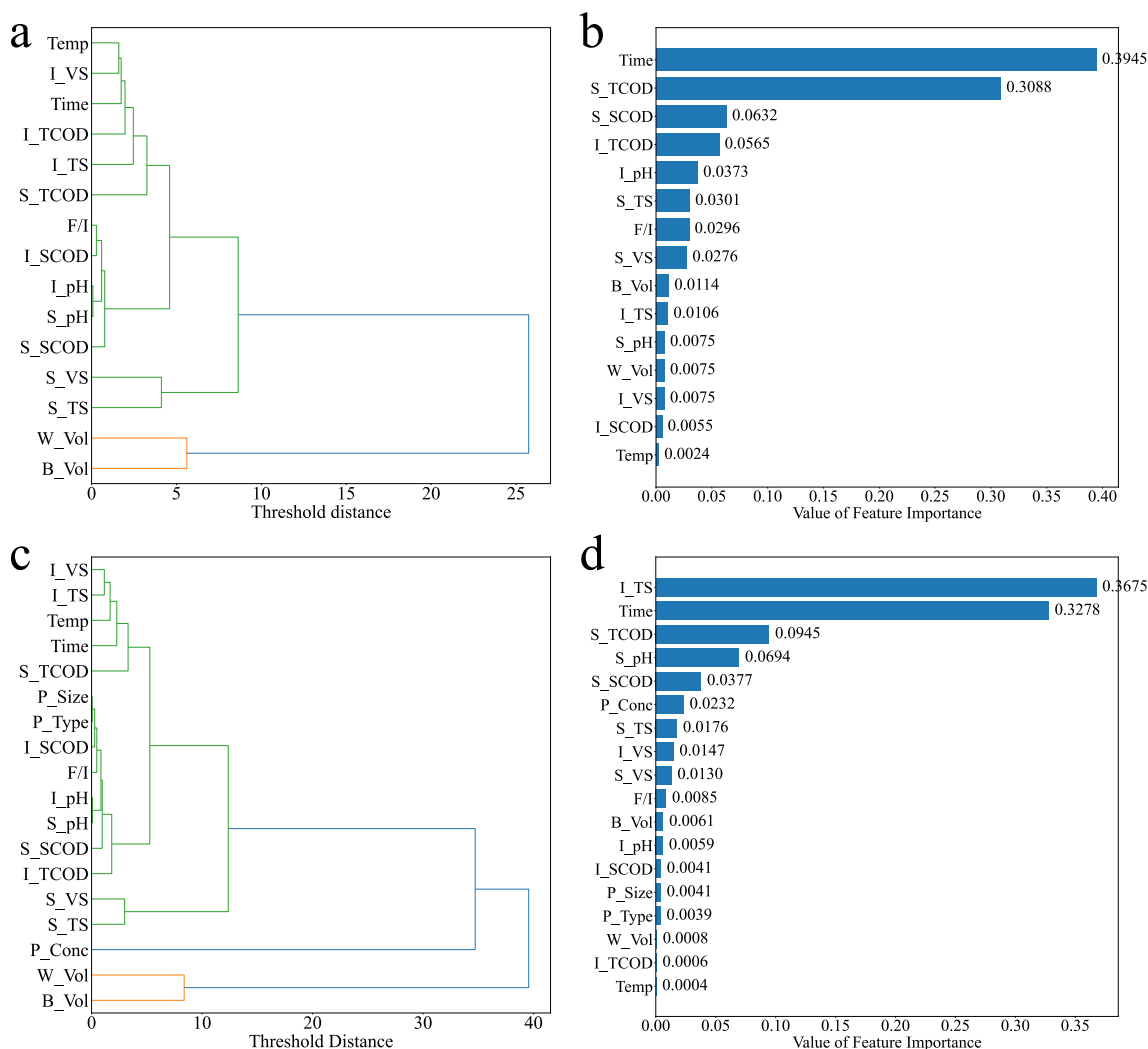 a
Temp
I_VS
Time
I_TCOD
I_TS
S_TCOD
F/I
I_SCOD
I_pH
S_pH
S_SCOD
S_VS
S_TS
W_Vol
B_Vol
0 5 10 15 20 25
Threshold distance
b
Time 0.3945
S_TCOD 0.3088
S_SCOD 0.0632
I_TCOD 0.0565
I_pH 0.0373
S_TS 0.0301
F/I 0.0296
S_VS 0.0276
B_Vol 0.0114
I_TS 0.0106
S_pH 0.0075
W_Vol 0.0075
I_VS 0.0075
I_SCOD 0.0055
Temp 0.0024
0.00 0.05 0.10 0.15 0.20 0.25 0.30 0.35 0.40
Value of Feature Importance
c
I_VS
I_TS
Temp
Time
S_TCOD
P_Size
P_Type
I_SCOD
F/I
I_pH
S_pH
S_SCOD
I_TCOD
S_VS
S_TS
P_Conc
W_Vol
B_Vol
0 10 20 30 40
Threshold Distance
d
I_TS 0.3675
Time 0.3278
S_TCOD 0.0945
S_pH 0.0694
S_SCOD 0.0377
P_Conc 0.0232
S_TS 0.0176
I_VS 0.0147
S_VS 0.0130
F/I 0.0085
B_Vol 0.0061
I_pH 0.0059
I_SCOD 0.0041
P_Size 0.0041
P_Type 0.0039
W_Vol 0.0008
I_TCOD 0.0006
Temp 0.0004
0.00 0.05 0.10 0.15 0.20 0.25 0.30 0.35
Value of Feature Importance